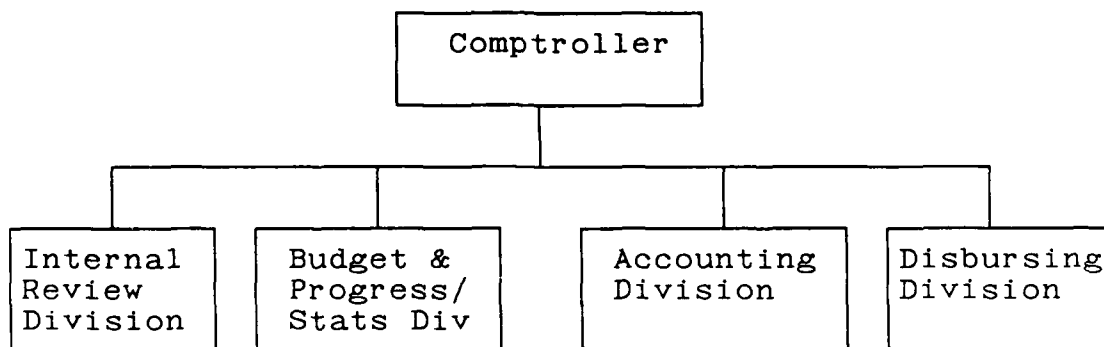 Comptroller
Internal
Review
Division
Budget &
Progress/
Stats Div
Accounting
Division
Disbursing
Division